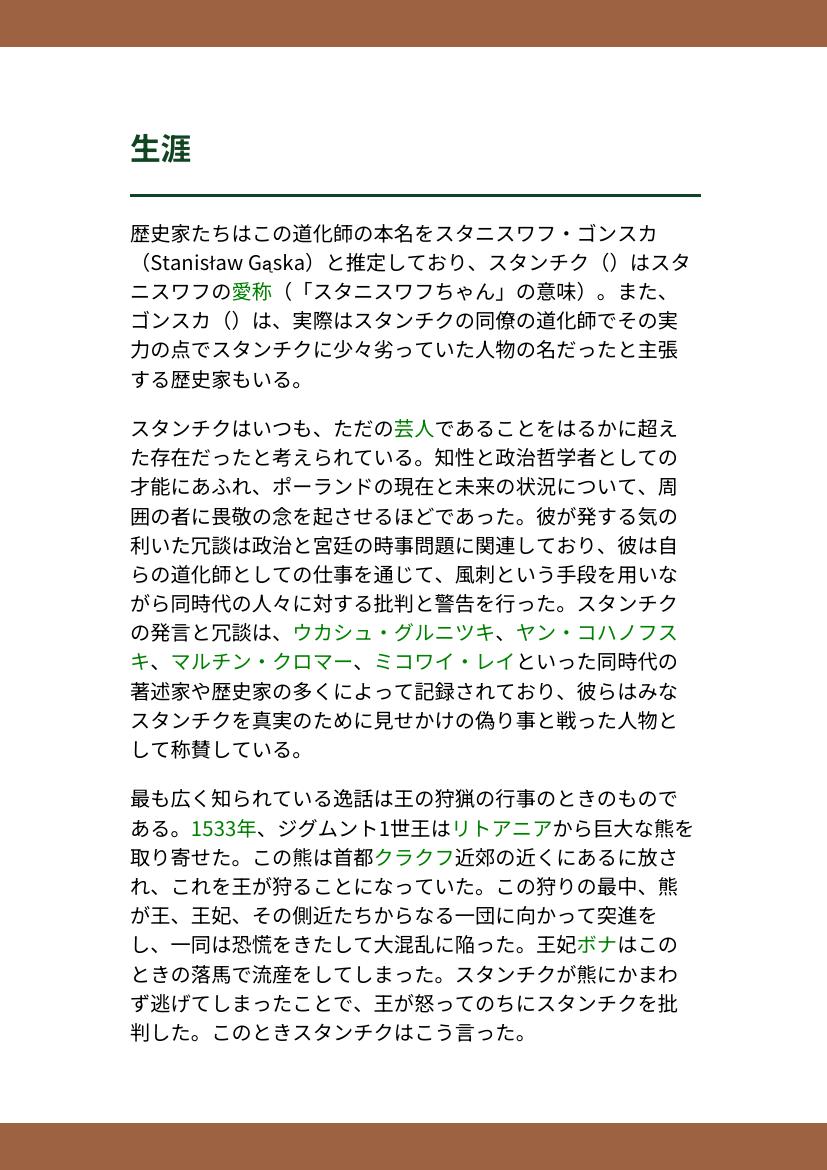 生涯
歴史家たちはこの道化師の本名をスタニスワフ・ゴンスカ
（Stanisław Gąska）と推定しており、スタンチク（）はスタ
ニスワフの愛称（「スタニスワフちゃん」の意味）。また、
ゴンスカ（）は、実際はスタンチクの同僚の道化師でその実
力の点でスタンチクに少々劣っていた人物の名だったと主張
する歴史家もいる。
スタンチクはいつも、ただの芸人であることをはるかに超え
た存在だったと考えられている。知性と政治哲学者としての
才能にあふれ、ポーランドの現在と未来の状況について、周
囲の者に畏敬の念を起させるほどであった。彼が発する気の
利いた冗談は政治と宮廷の時事問題に関連しており、彼は自
らの道化師としての仕事を通じて、風刺という手段を用いな
がら同時代の人々に対する批判と警告を行った。スタンチク
の発言と冗談は、ウカシュ・グルニツキ、ヤン・コハノフス
キ、マルチン・クロマー、ミコワイ・レイといった同時代の
著述家や歴史家の多くによって記録されており、彼らはみな
スタンチクを真実のために見せかけの偽り事と戦った人物と
して称賛している。
最も広く知られている逸話は王の狩猟の行事のときのもので
ある。1533年、ジグムント1世王はリトアニアから巨大な熊を
取り寄せた。この熊は首都クラクフ近郊の近くにあるに放さ
れ、これを王が狩ることになっていた。この狩りの最中、熊
が王、王妃、その側近たちからなる一団に向かって突進を
し、一同は恐慌をきたして大混乱に陥った。王妃ボナはこの
ときの落馬で流産をしてしまった。スタンチクが熊にかまわ
ず逃げてしまったことで、王が怒ってのちにスタンチクを批
判した。このときスタンチクはこう言った。